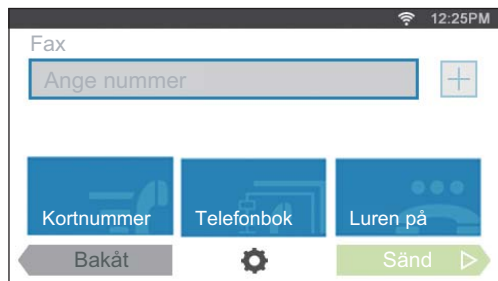 12:25PM
Fax
Ange nummer
Kortnummer Telefonbok Luren på
Bakåt Sänd